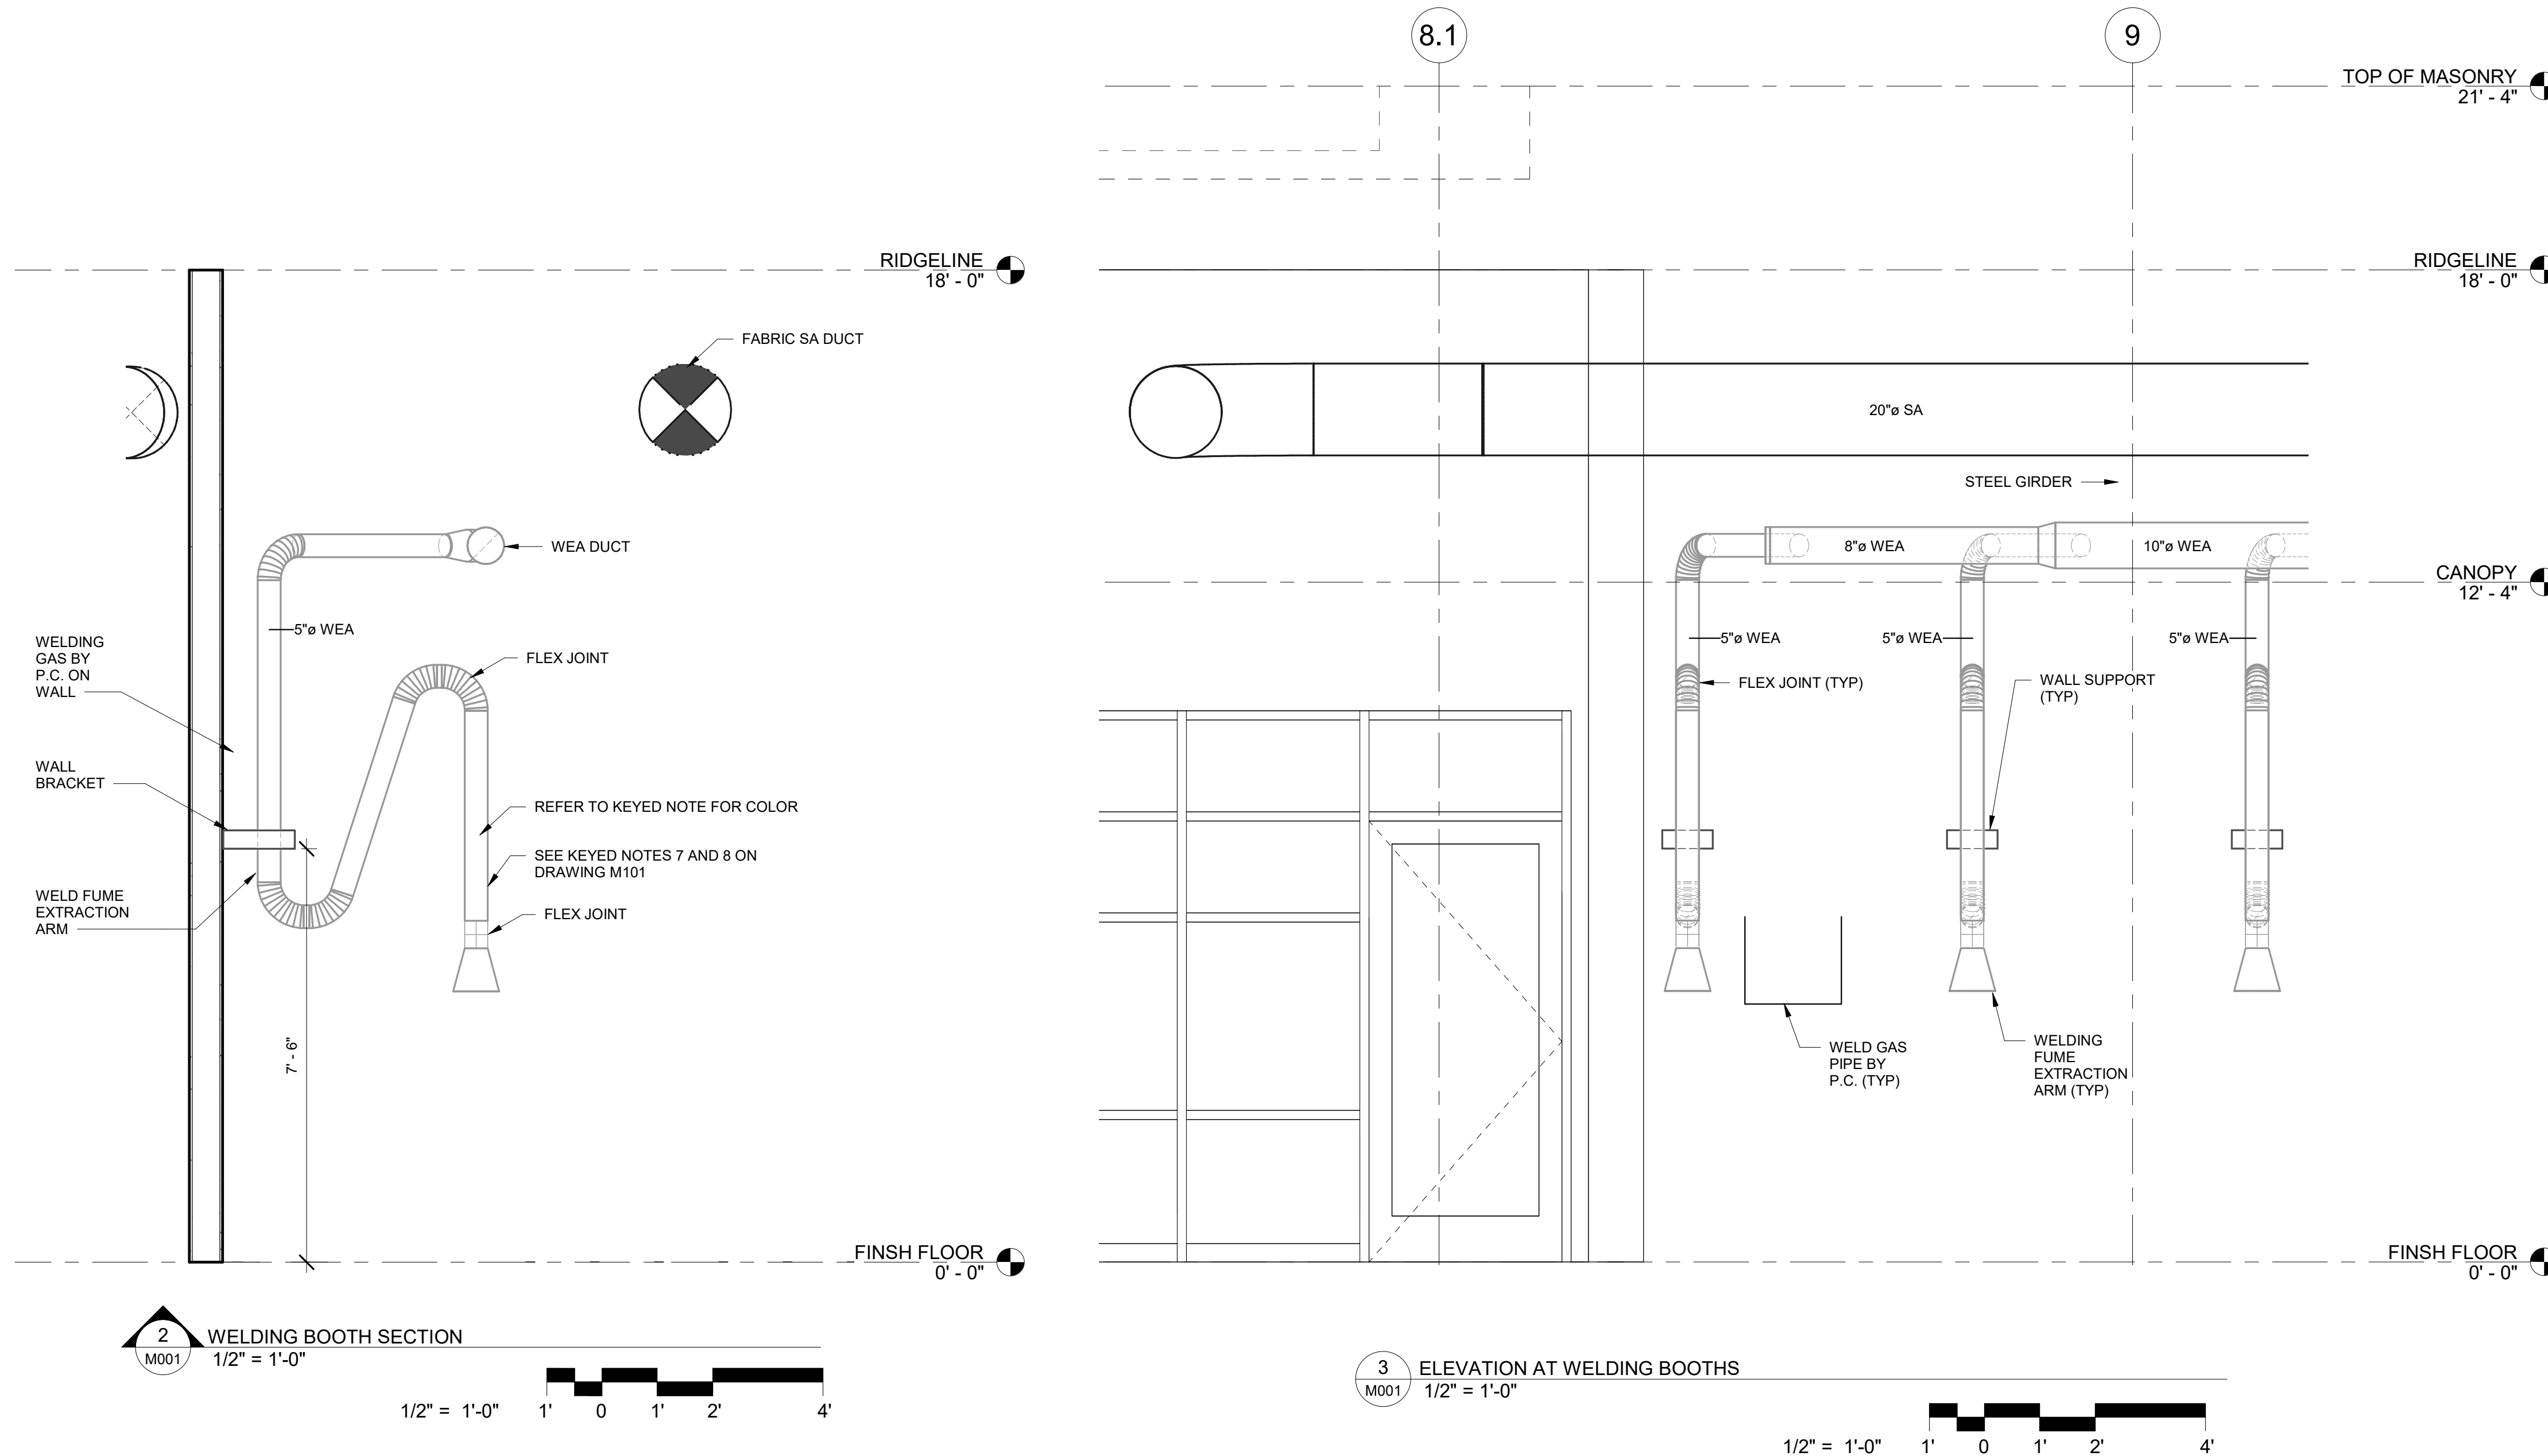 RIDGELINE
18' - 0"
FABRIC SA DUCT
WEA DUCT
5"ø WEA
WELDING
GAS BY
P.C. ON
WALL
FLEX JOINT
WALL
BRACKET
REFER TO KEYED NOTE FOR COLOR
SEE KEYED NOTES 7 AND 8 ON
DRAWING M101
WELD FUME
EXTRACTION
ARM
FLEX JOINT
7' - 6"
FINSH FLOOR
0' - 0"
2
M001
WELDING BOOTH SECTION
1/2" = 1'-0"
1/2" = 1'-0"
1' 0 1' 2' 4'
8.1
9
TOP OF MASONRY
21' - 4"
RIDGELINE
18' - 0"
20"ø SA
STEEL GIRDER
8"ø WEA
10"ø WEA
CANOPY
12' - 4"
5"ø WEA
5"ø WEA
5"ø WEA
FLEX JOINT (TYP)
WALL SUPPORT
(TYP)
WELD GAS
PIPE BY
P.C. (TYP)
WELDING
FUME
EXTRACTION
ARM (TYP)
FINSH FLOOR
0' - 0"
3
M001
ELEVATION AT WELDING BOOTHS
1/2" = 1'-0"
1/2" = 1'-0"
1' 0 1' 2' 4'